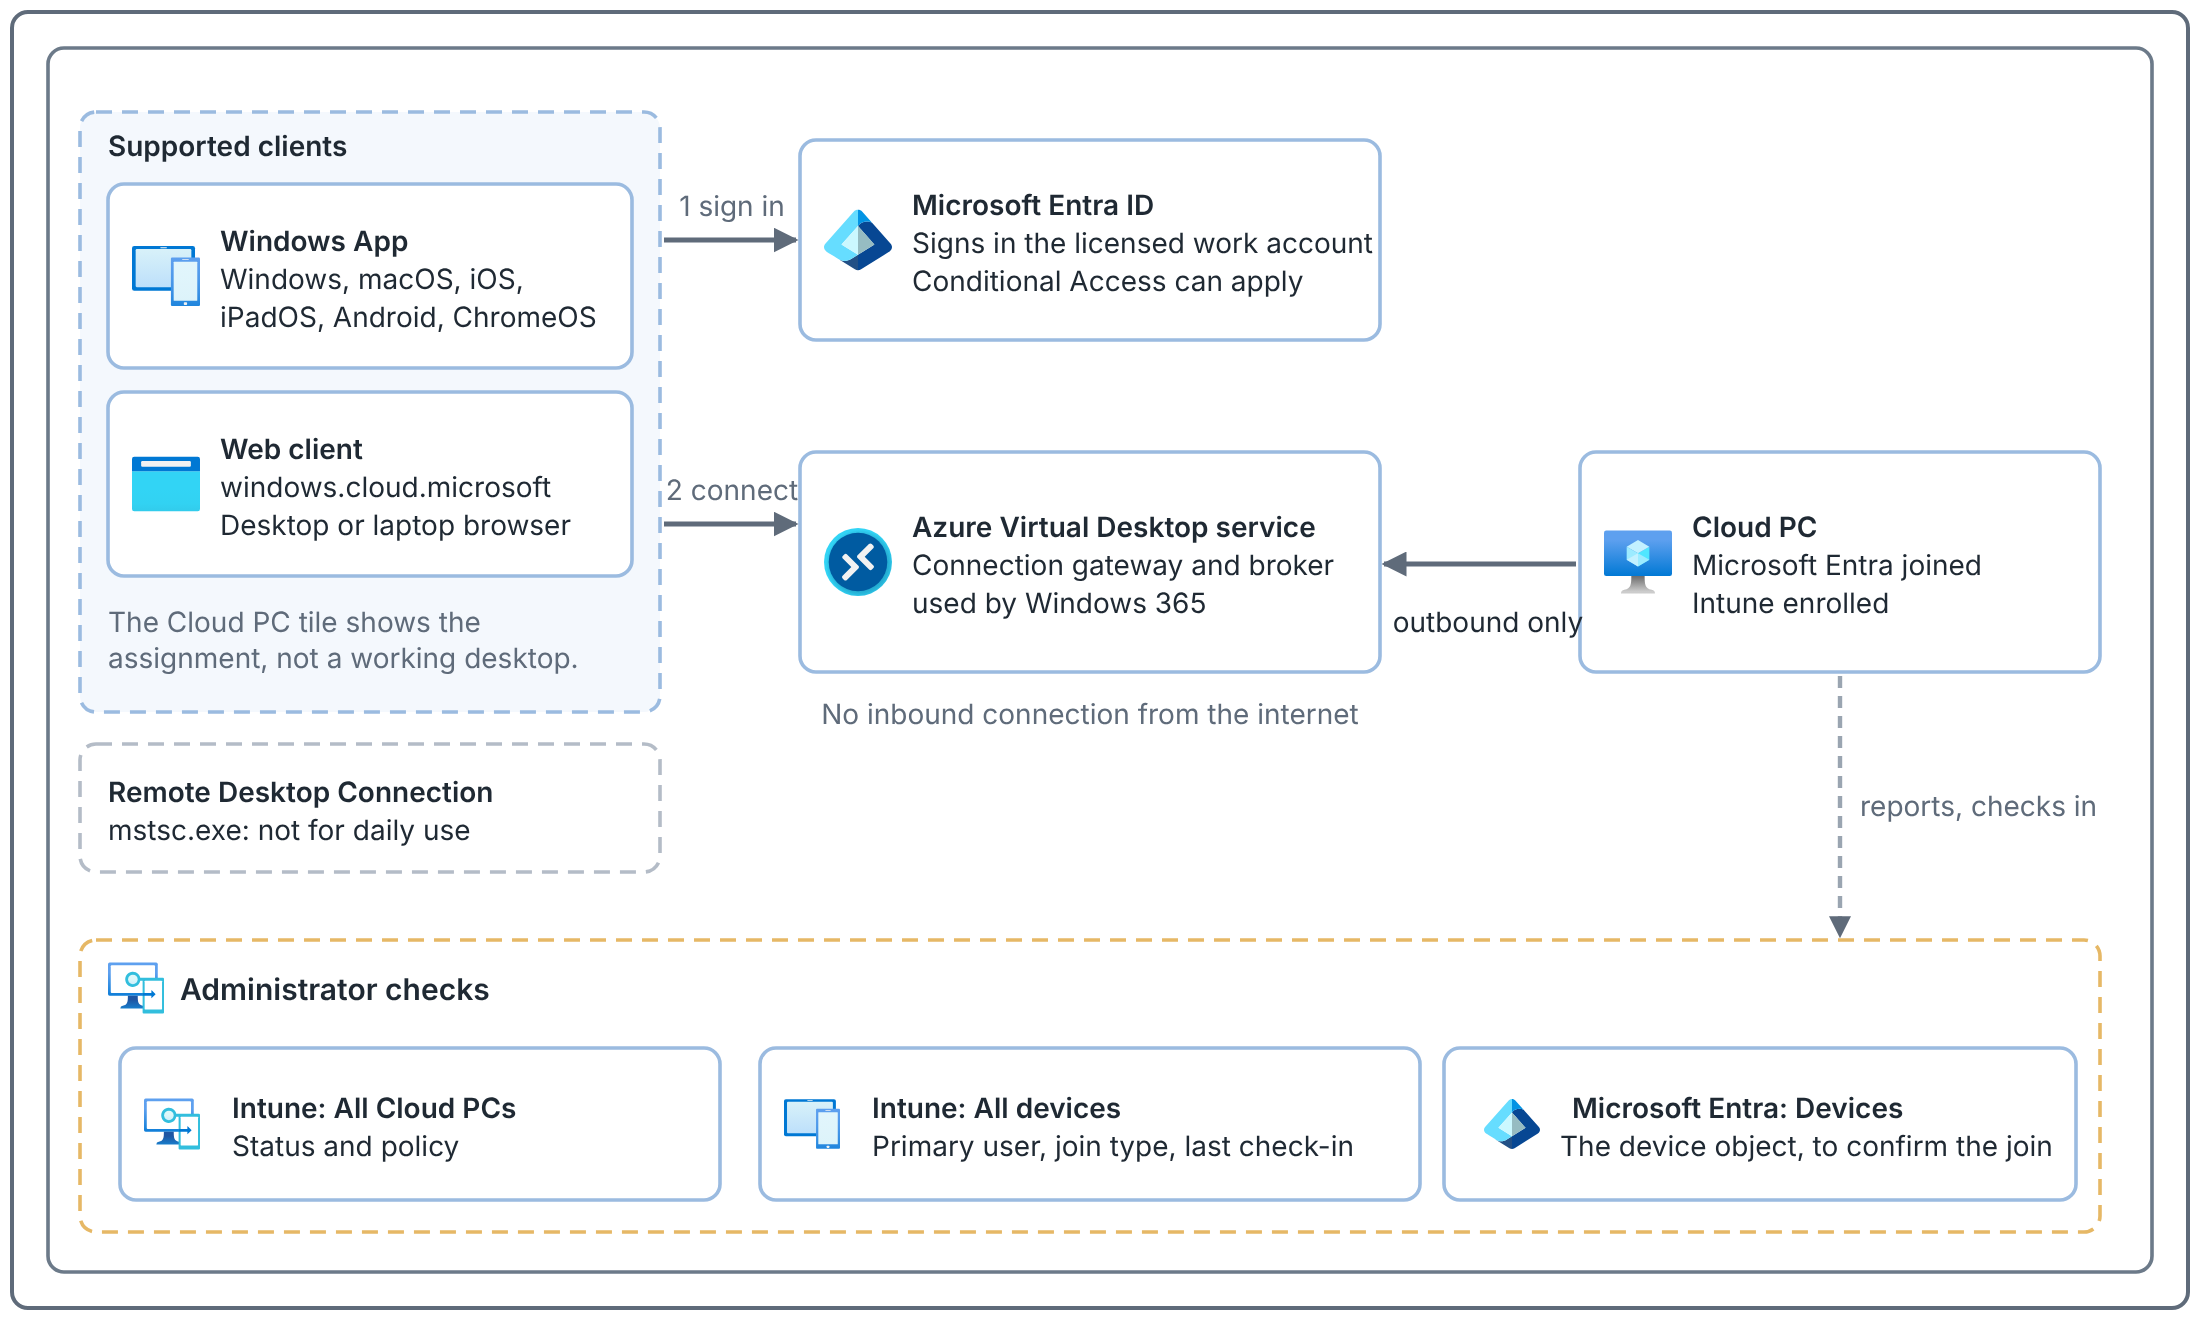 Supported clients
Windows App
Windows, macOS, iOS,
iPadOS, Android, ChromeOS
Web client
windows.cloud.microsoft
Desktop or laptop browser
The Cloud PC tile shows the
assignment, not a working desktop.
Remote Desktop Connection
mstsc.exe: not for daily use
1 sign in
2 connect
Microsoft Entra ID
Signs in the licensed work account
Conditional Access can apply
Azure Virtual Desktop service
Connection gateway and broker
used by Windows 365
No inbound connection from the internet
outbound only
Cloud PC
Microsoft Entra joined
Intune enrolled
reports, checks in
Administrator checks
Intune: All Cloud PCs
Status and policy
Intune: All devices
Primary user, join type, last check-in
Microsoft Entra: Devices
The device object, to confirm the join